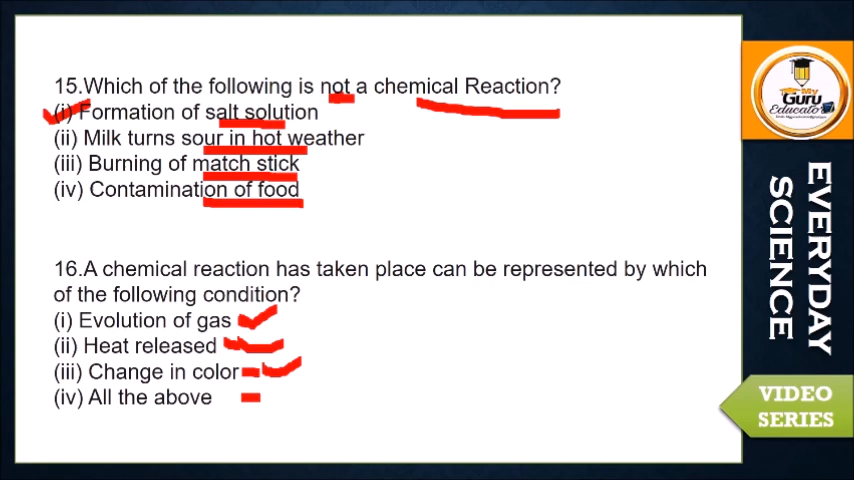 15.Which of the following is not a chemical Reaction?
(i) Formation of salt solution
(ii) Milk turns sour in hot weather
(iii) Burning of match stick
(iv) Contamination of food
16.A chemical reaction has taken place can be represented by which
of the following condition?
(i) Evolution of gas
(ii) Heat released
(iii) Change in color
(iv) All the above
My
Guru
Educator
EVERYDAY
SCIENCE
VIDEO
SERIES